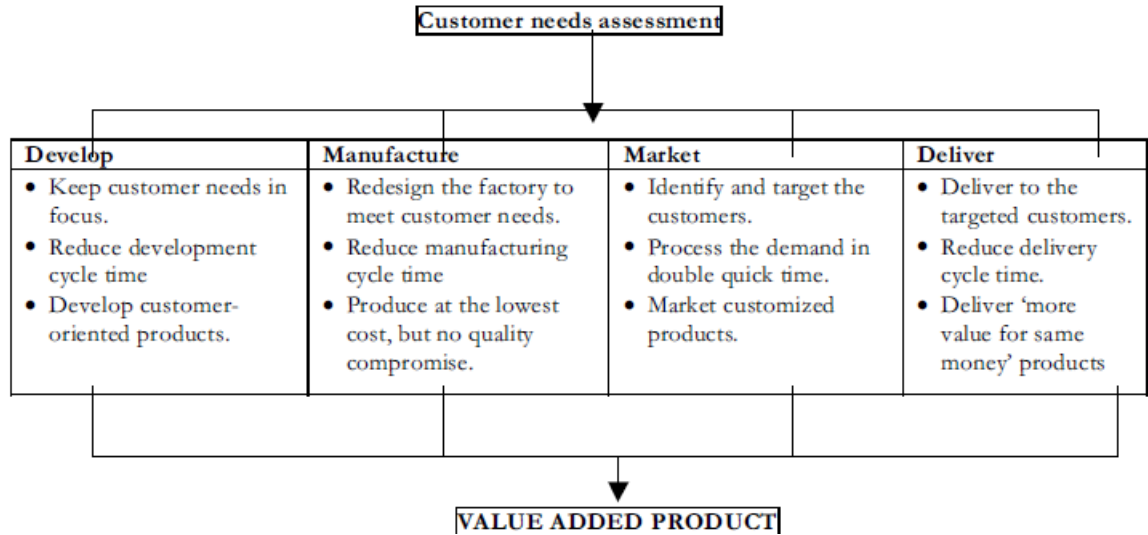 Customer needs assessment
Develop
• Keep customer needs in
focus.
• Reduce development
cycle time
• Develop customer-
oriented products.
Manufacture
• Redesign the factory to
meet customer needs.
• Reduce manufacturing
cycle time
• Produce at the lowest
cost, but no quality
compromise.
Market
• Identify and target the
customers.
• Process the demand in
double quick time.
• Market customized
products.
Deliver
• Deliver to the
targeted customers.
• Reduce delivery
cycle time.
• Deliver ‘more
value for same
money’ products
VALUE ADDED PRODUCT